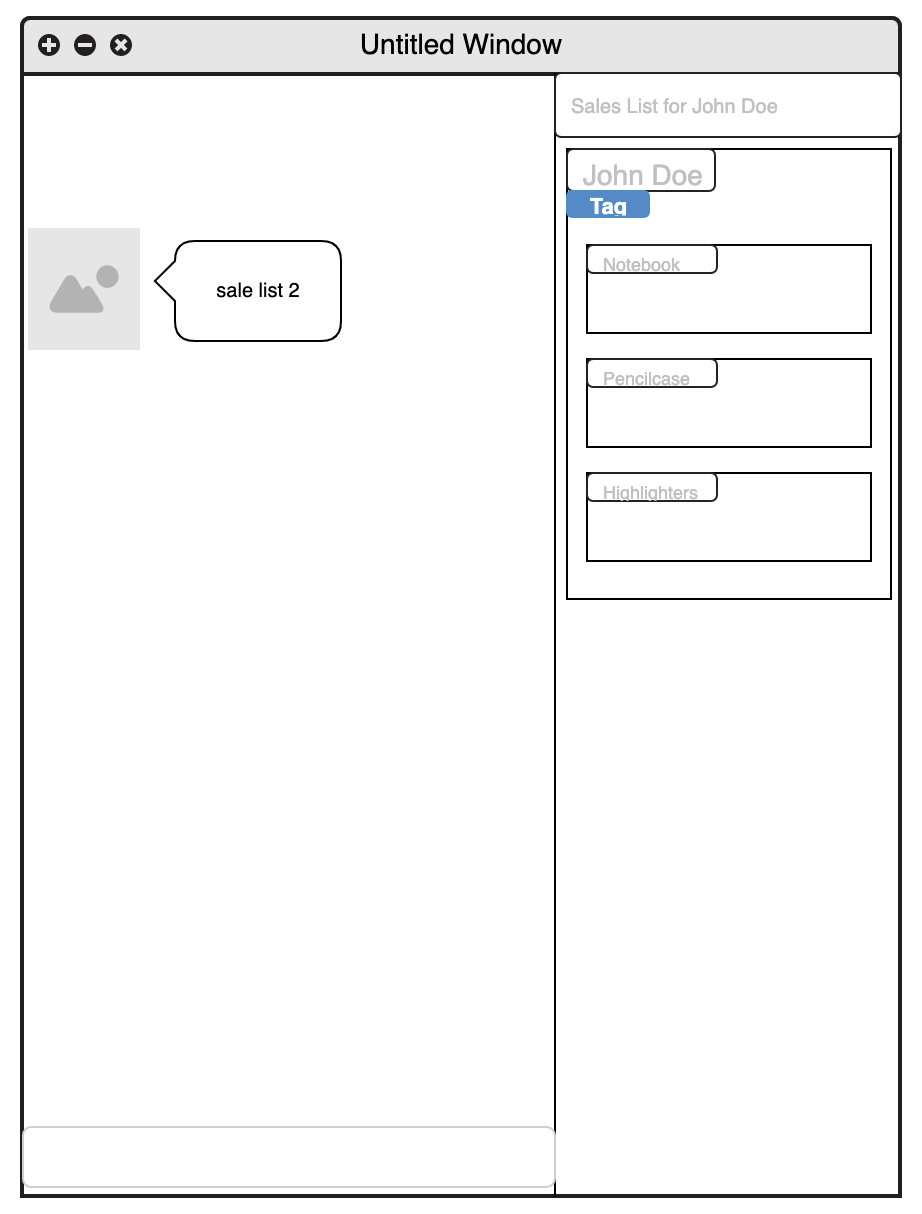 Untitled Window
Sales List for John Doe
John Doe
Tag
sale list 2
Notebook
Pencilcase
Highlighters